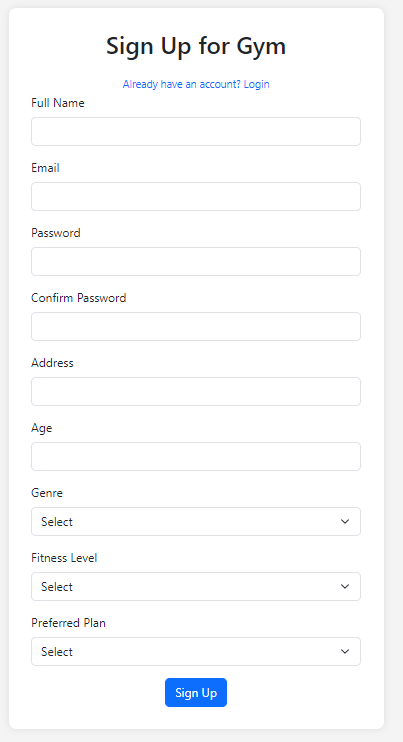 Sign Up for Gym
Already have an account? Login
Full Name
Email
Password
Confirm Password
Address
Age
Genre
Select
Fitness Level
Select
Preferred Plan
Select
Sign Up